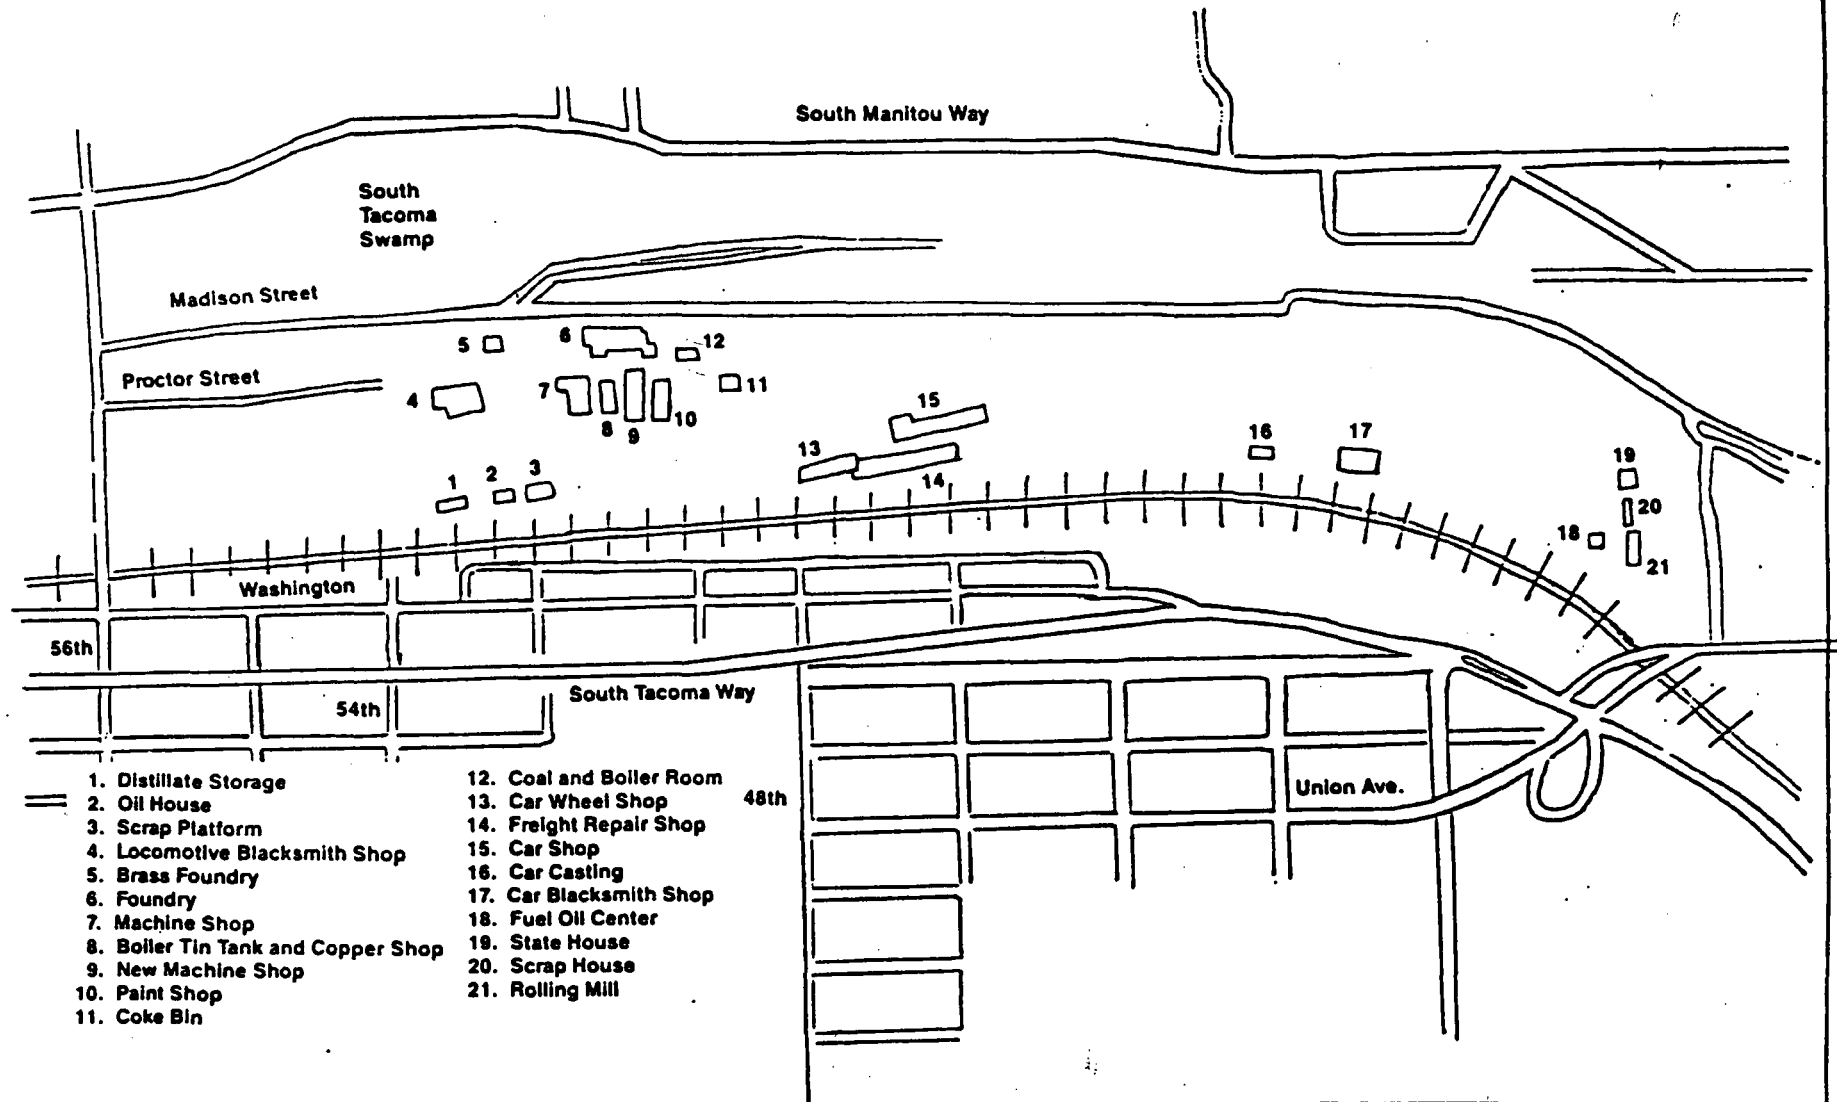 South Manitou Way
South
Tacoma
Swamp
Madison Street
5
6
12
Proctor Street
4
7
11
8
9
10
15
13
16
17
1
2
3
14
19
20
18
21
Washington
56th
South Tacoma Way
54th
48th
Union Ave.
1. Distillate Storage
2. Oil House
3. Scrap Platform
4. Locomotive Blacksmith Shop
5. Brass Foundry
6. Foundry
7. Machine Shop
8. Boiler Tin Tank and Copper Shop
9. New Machine Shop
10. Paint Shop
11. Coke Bin
12. Coal and Boiler Room
13. Car Wheel Shop
14. Freight Repair Shop
15. Car Shop
16. Car Casting
17. Car Blacksmith Shop
18. Fuel Oil Center
19. State House
20. Scrap House
21. Rolling Mill